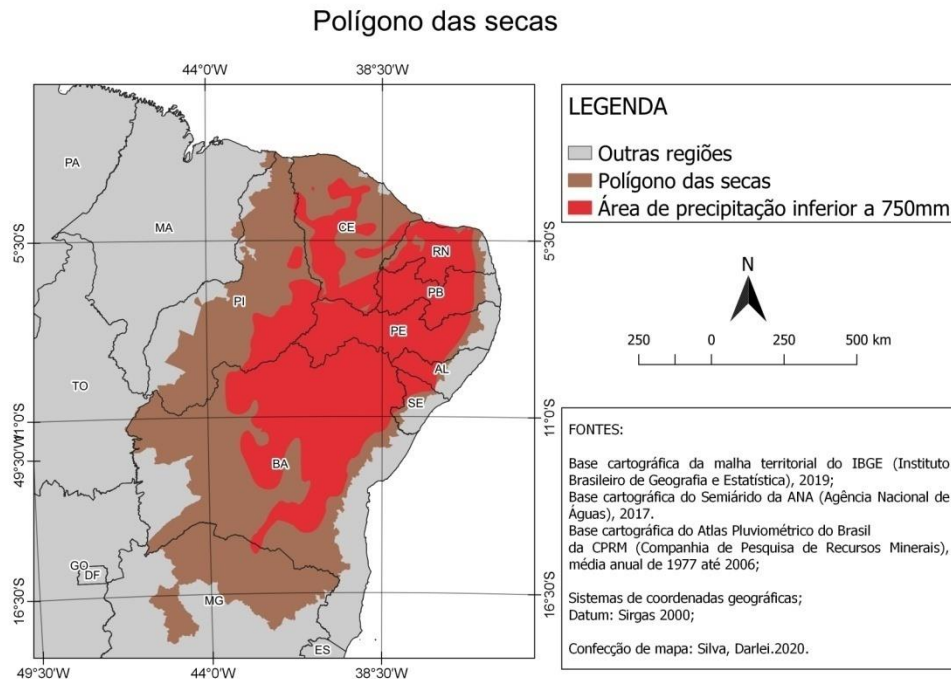 Polígono das secas
44°0'W 38°30'W
PA
MA
CE
RN
PB
PI
PE
AL
SE
TO
BA
GO
DF
MG
ES
5°30'S
11°0'S
49°30'W
16°30'S
5°30'S
11°0'S
16°30'S
49°30'W 44°0'W 38°30'W
LEGENDA
Outras regiões
Polígono das secas
Área de precipitação inferior a 750mm
N
250 0 250 500 km
FONTES:
Base cartográfica da malha territorial do IBGE (Instituto
Brasileiro de Geografia e Estatística), 2019;
Base cartográfica do Semiárido da ANA (Agência Nacional de
Águas), 2017.
Base cartográfica do Atlas Pluviométrico do Brasil
da CPRM (Companhia de Pesquisa de Recursos Minerais),
média anual de 1977 até 2006;
Sistemas de coordenadas geográficas;
Datum: Sirgas 2000;
Confecção de mapa: Silva, Darlei.2020.